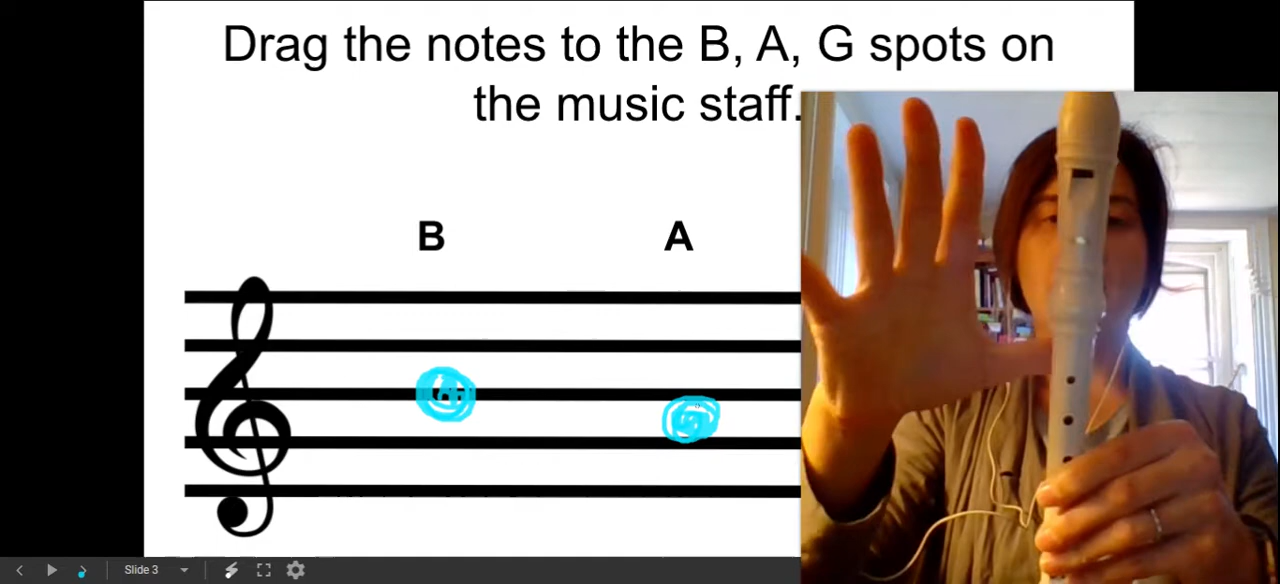 Drag the notes to the B, A, G spots on
the music staff.
B A
Slide 3